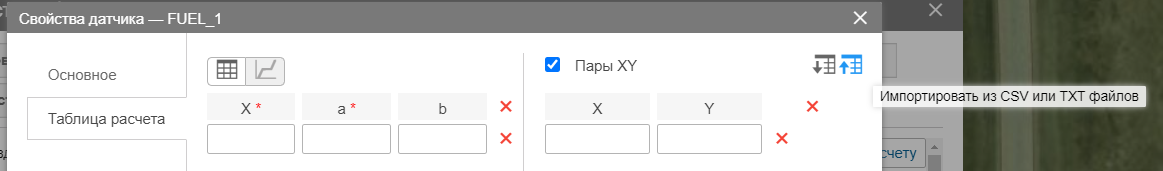 Свойства датчика — FUEL_1
Основное
Таблица расчета
X * a * b
Пары XY
X Y
Импортировать из CSV или TXT файлов
счету